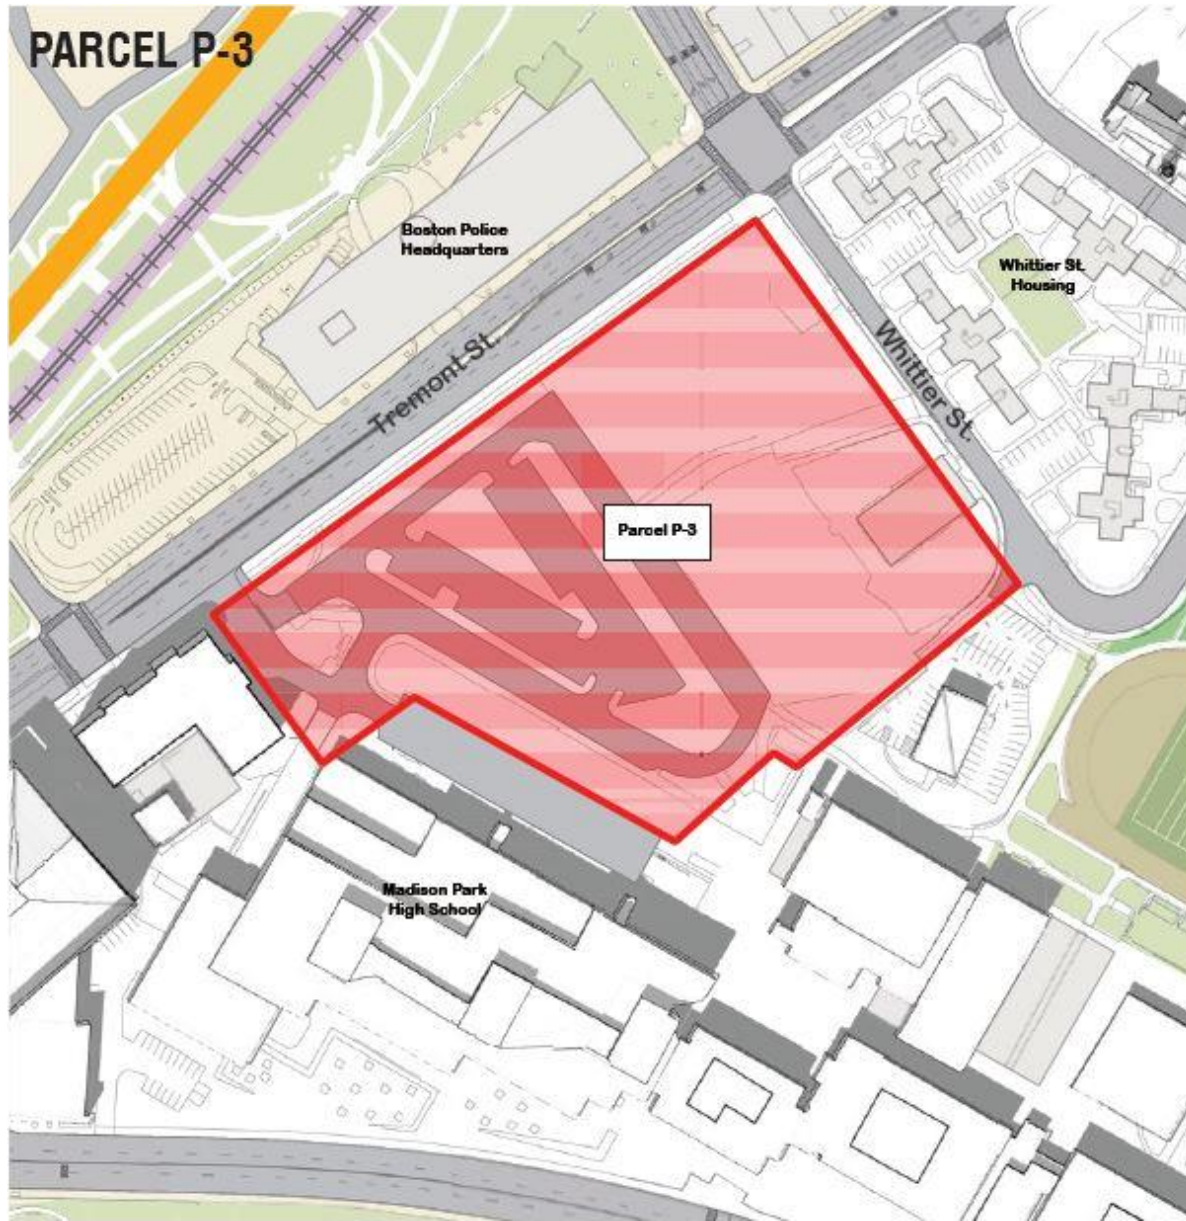 PARCEL P-3
Boston Police
Headquarters
Whittier St.
Housing
Tremont St.
Whittier St.
Parcel P-3
Madison Park
High School